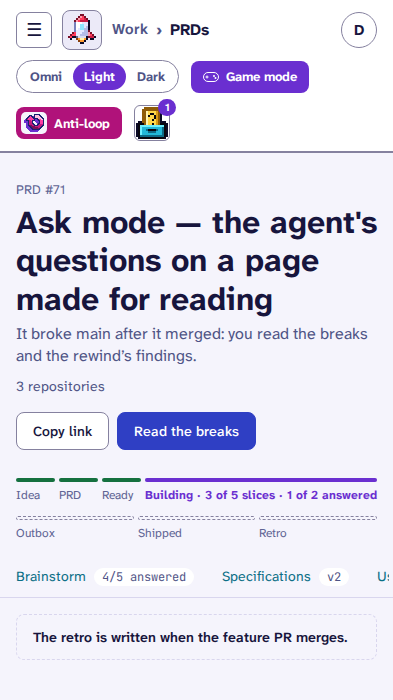 ☰ Work › PRDs D
Omni Light Dark Game mode
Anti-loop 1
PRD #71
Ask mode — the agent's
questions on a page
made for reading
It broke main after it merged: you read the breaks
and the rewind's findings.
3 repositories
Copy link Read the breaks
Idea PRD Ready Building · 3 of 5 slices · 1 of 2 answered
Outbox Shipped Retro
Brainstorm 4/5 answered Specifications v2
The retro is written when the feature PR merges.